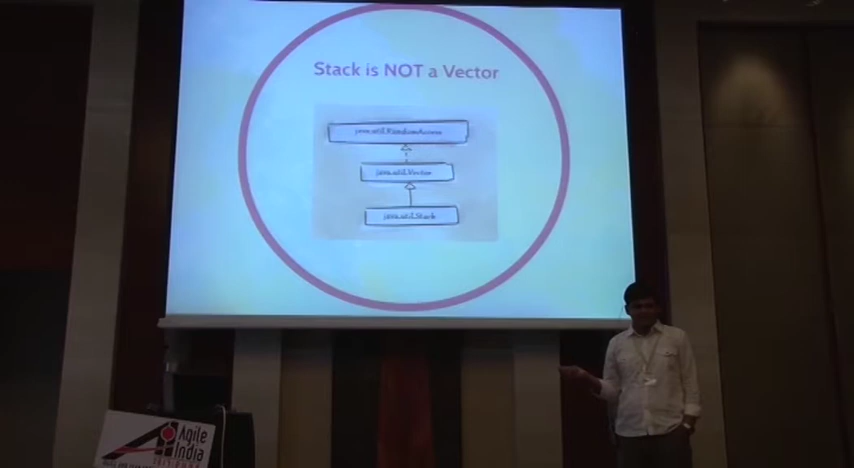 Stack is NOT a Vector
java.util.RandomAccess
java.util.Vector
java.util.Stack
Agile
India